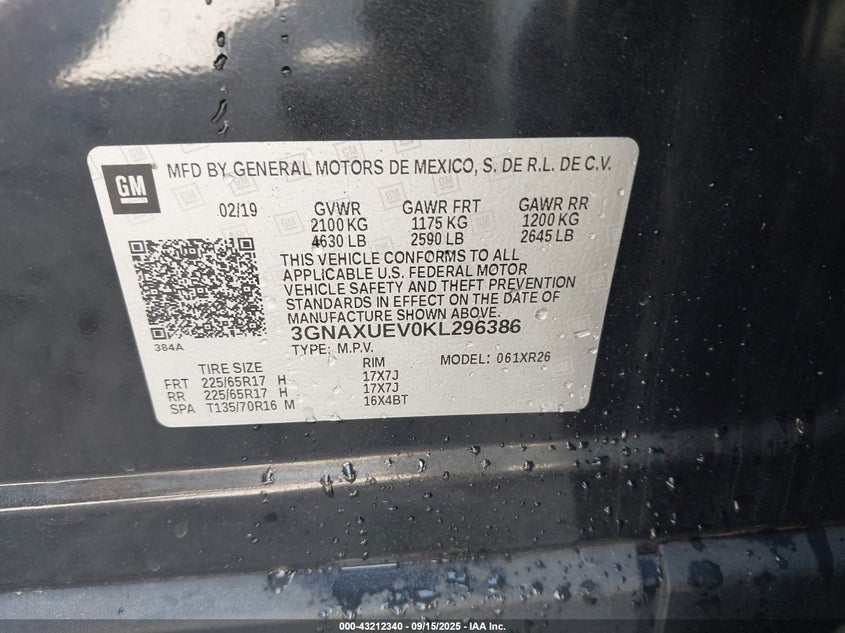 GM
MFD BY GENERAL MOTORS DE MEXICO, S. DE R.L. DE C.V.
02/19 GVWR GAWR FRT GAWR RR
2100 KG 1175 KG 1200 KG
4630 LB 2590 LB 2645 LB
THIS VEHICLE CONFORMS TO ALL
APPLICABLE U.S. FEDERAL MOTOR
VEHICLE SAFETY AND THEFT PREVENTION
STANDARDS IN EFFECT ON THE DATE OF
MANUFACTURE SHOWN ABOVE.
3GNAXUEV0KL296386
384A
TYPE: M.P.V. MODEL: 061XR26
TIRE SIZE RIM
FRT 225/65R17 H 17X7J
RR 225/65R17 H 17X7J
SPA T135/70R16 M 16X4BT
000-43212340 - 09/15/2025 - IAA Inc.